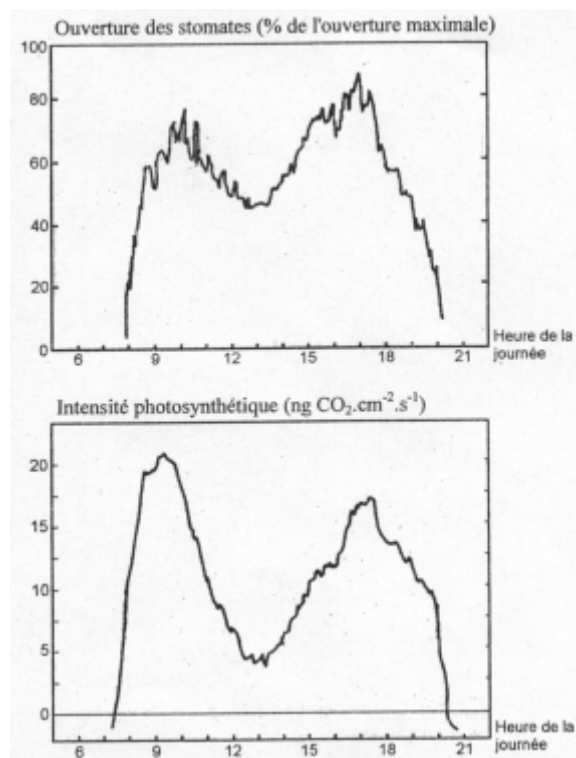 Ouverture des stomates (% de l'ouverture maximale)
100
80
60
40
20
0
6 9 12 15 18 21
Heure de la
journée
Intensité photosynthétique (ng CO₂.cm⁻².s⁻¹)
20
15
10
5
0
6 9 12 15 18 21
Heure de la
journée